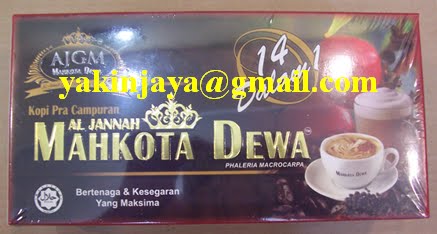 AJGM
MAHKOTA DEWA
14
Dalam 1
yakinjaya@gmail.com
Kopi Pra Campuran
AL JANNAH
MAHKOTA DEWA
PHALERIA MACROCARPA
Bertenaga & Kesegaran
Yang Maksima
HALAL